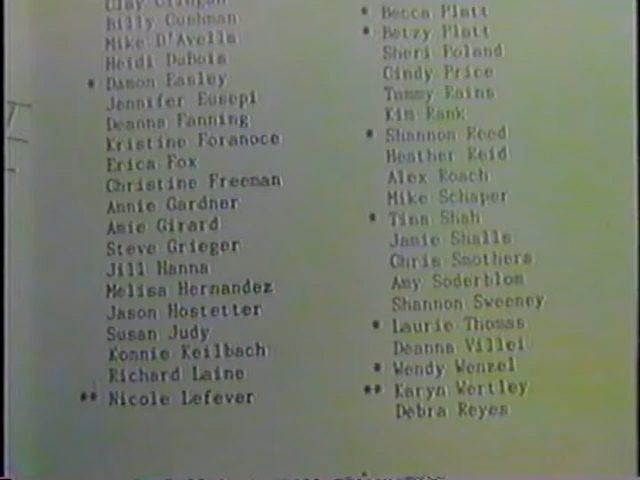 Clay Clingan
Billy Cushman
Mike D'Avella
Heidi DuBois
* Damon Easley
Jennifer Eusepi
Deanna Fanning
Kristine Foranoce
Erica Fox
Christine Freeman
Annie Gardner
Amie Girard
Steve Grieger
Jill Hanna
Melisa Hernandez
Jason Hostetter
Susan Judy
Konnie Keilbach
Richard Laine
** Nicole Lefever
* Becca Platt
* Betzy Platt
Sheri Poland
Cindy Price
Tammy Rains
Kim Rank
* Shannon Reed
Heather Reid
Alex Roach
Mike Schaper
* Tina Shah
Jamie Shalls
Chris Smothers
Amy Soderblom
Shannon Sweeney
* Laurie Thomas
Deanna Villei
* Wendy Wenzel
** Karyn Wertley
Debra Reyes